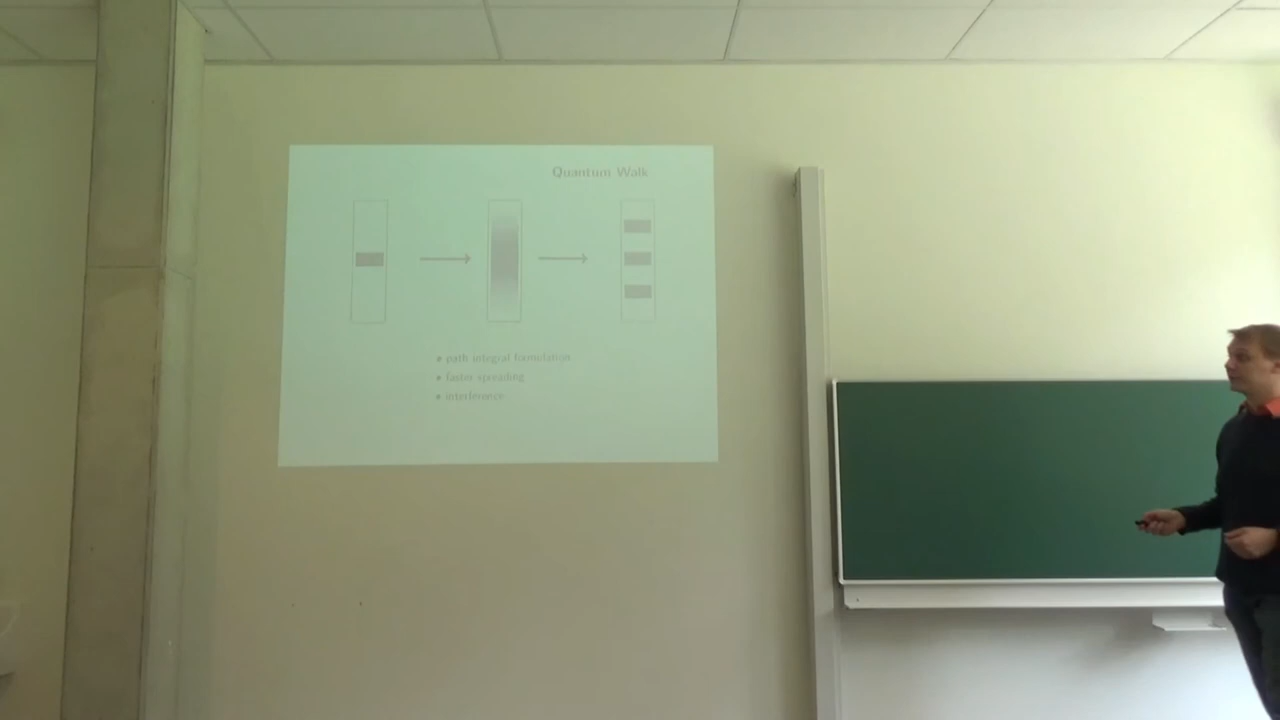 Quantum Walk
path integral formulation
faster spreading
interference